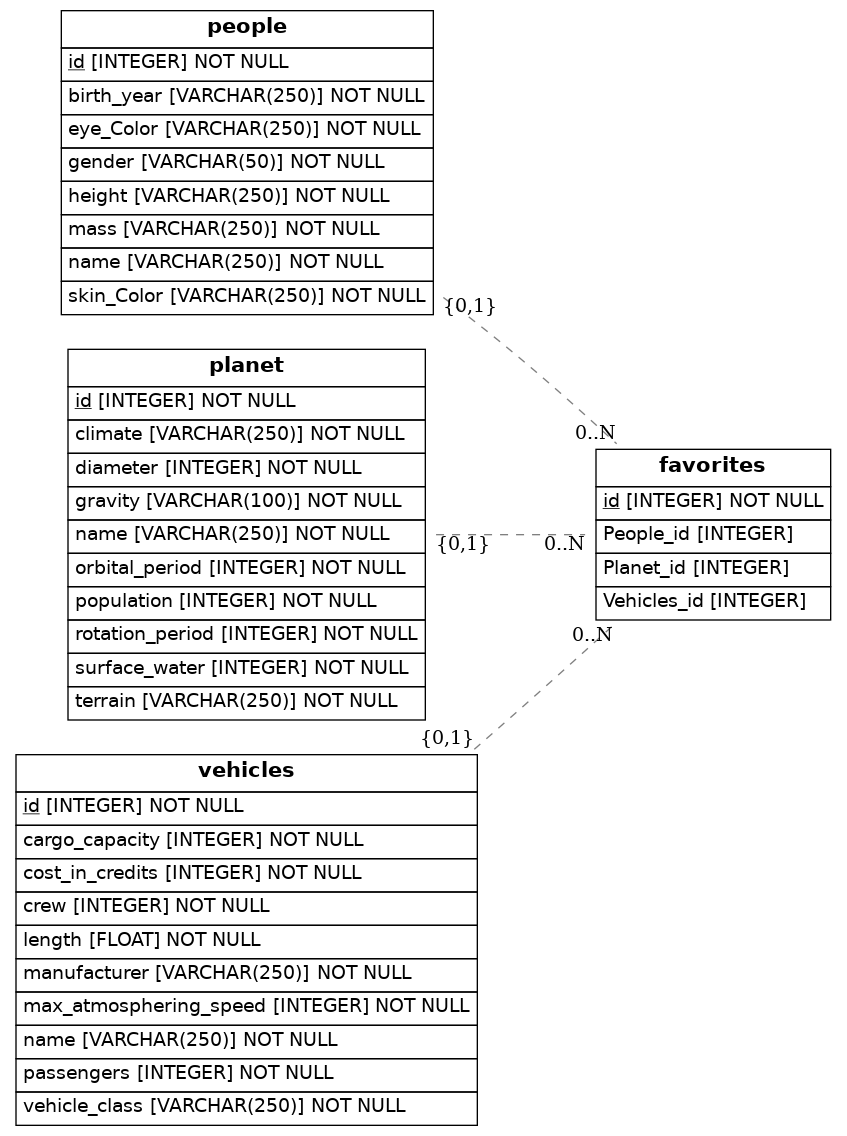 people
id [INTEGER] NOT NULL
birth_year [VARCHAR(250)] NOT NULL
eye_Color [VARCHAR(250)] NOT NULL
gender [VARCHAR(50)] NOT NULL
height [VARCHAR(250)] NOT NULL
mass [VARCHAR(250)] NOT NULL
name [VARCHAR(250)] NOT NULL
skin_Color [VARCHAR(250)] NOT NULL
{0,1}
0..N
planet
id [INTEGER] NOT NULL
climate [VARCHAR(250)] NOT NULL
diameter [INTEGER] NOT NULL
gravity [VARCHAR(100)] NOT NULL
name [VARCHAR(250)] NOT NULL
orbital_period [INTEGER] NOT NULL
population [INTEGER] NOT NULL
rotation_period [INTEGER] NOT NULL
surface_water [INTEGER] NOT NULL
terrain [VARCHAR(250)] NOT NULL
{0,1}
0..N
favorites
id [INTEGER] NOT NULL
People_id [INTEGER]
Planet_id [INTEGER]
Vehicles_id [INTEGER]
0..N
{0,1}
vehicles
id [INTEGER] NOT NULL
cargo_capacity [INTEGER] NOT NULL
cost_in_credits [INTEGER] NOT NULL
crew [INTEGER] NOT NULL
length [FLOAT] NOT NULL
manufacturer [VARCHAR(250)] NOT NULL
max_atmosphering_speed [INTEGER] NOT NULL
name [VARCHAR(250)] NOT NULL
passengers [INTEGER] NOT NULL
vehicle_class [VARCHAR(250)] NOT NULL